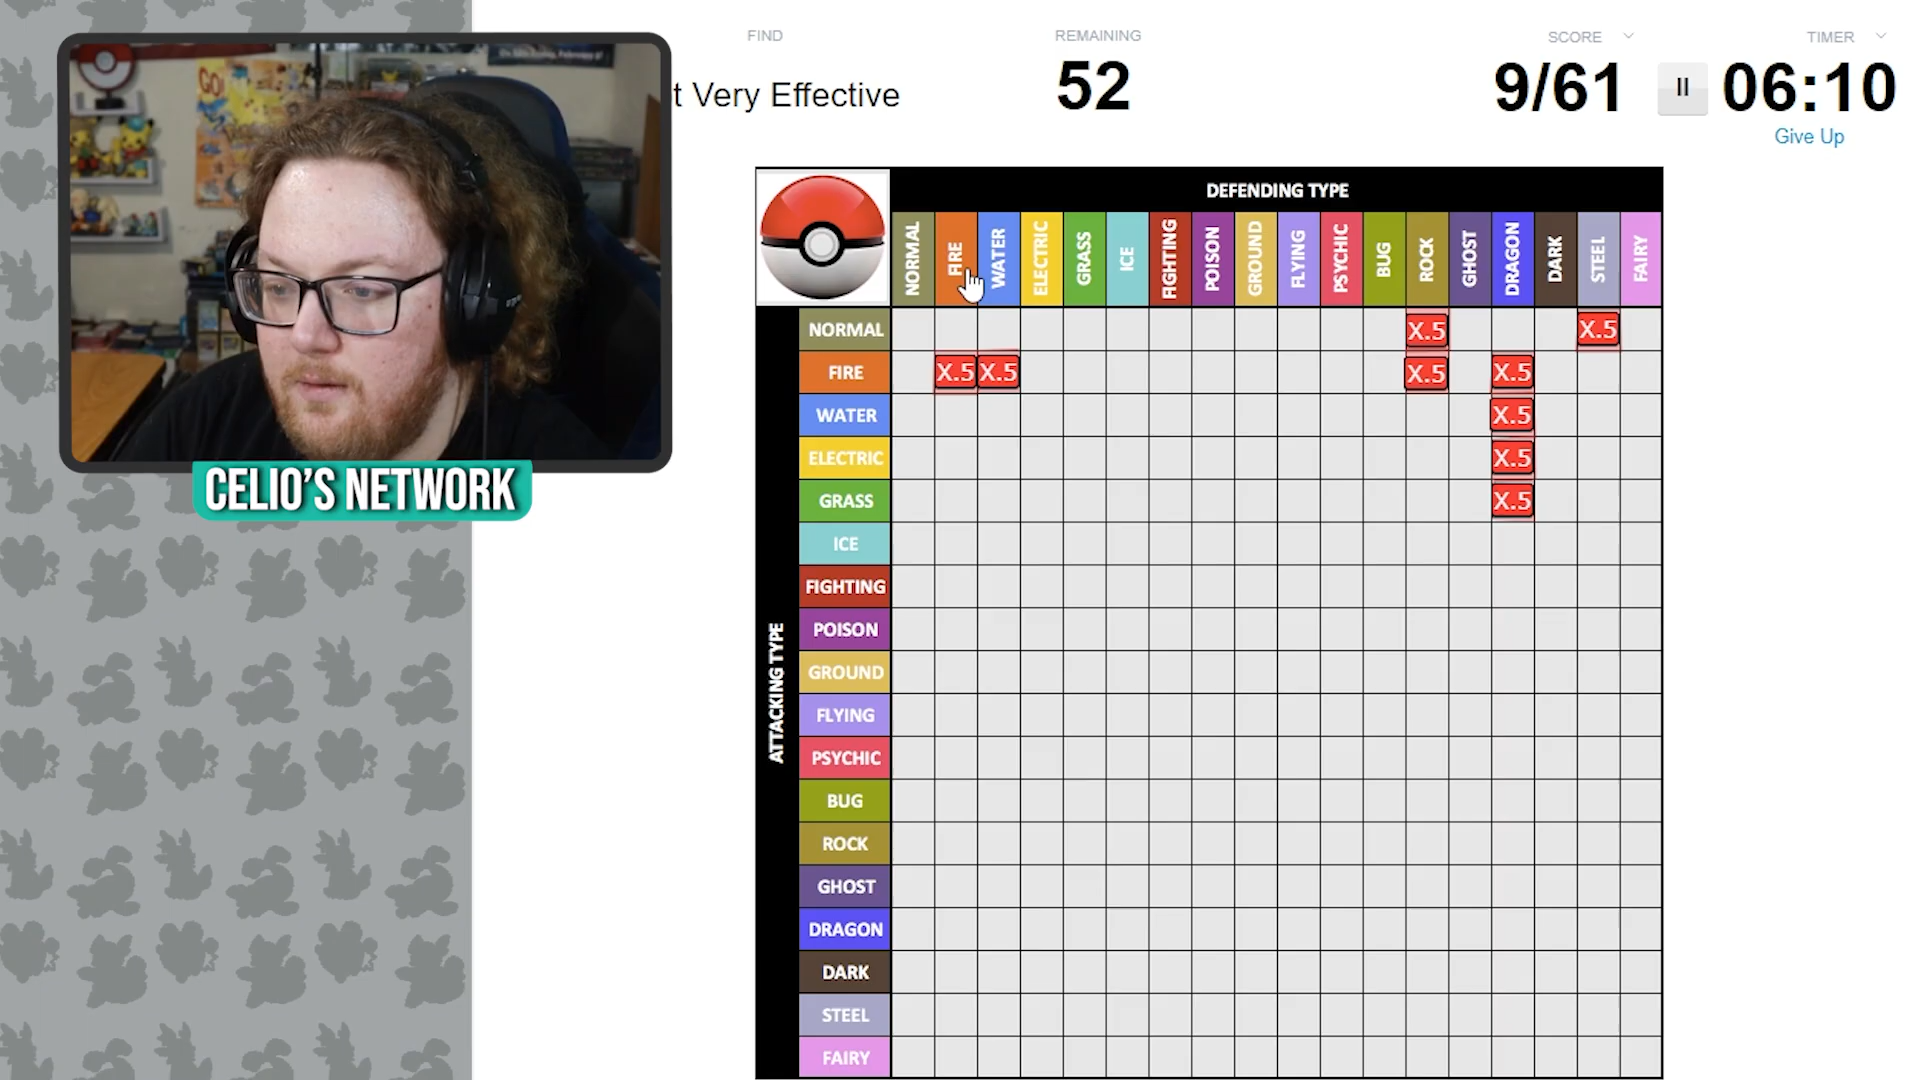 FIND
REMAINING
SCORE
TIMER
t Very Effective
52
9/61
06:10
Give Up
GO!
CELIO'S NETWORK
DEFENDING TYPE
NORMAL
FIRE
WATER
ELECTRIC
GRASS
ICE
FIGHTING
POISON
GROUND
FLYING
PSYCHIC
BUG
ROCK
GHOST
DRAGON
DARK
STEEL
FAIRY
ATTACKING TYPE
NORMAL X.5 X.5
FIRE X.5 X.5 X.5 X.5
WATER X.5
ELECTRIC X.5
GRASS X.5
ICE
FIGHTING
POISON
GROUND
FLYING
PSYCHIC
BUG
ROCK
GHOST
DRAGON
DARK
STEEL
FAIRY